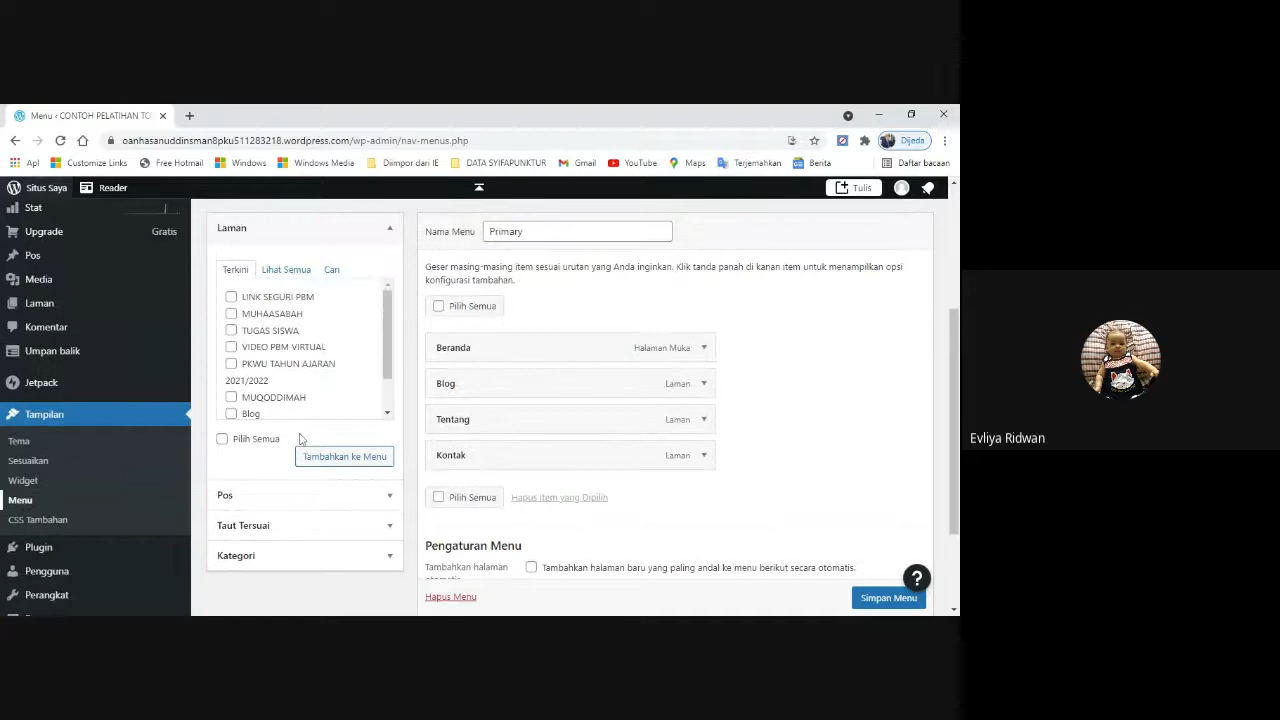 Menu ‹ CONTOH PELATIHAN TO
oanhasanuddinsman8pku511283218.wordpress.com/wp-admin/nav-menus.php
Dijeda
Apl
Customize Links
Free Hotmail
Windows
Windows Media
Diimpor dari IE
DATA SYIFAPUNKTUR
Gmail
YouTube
Maps
Terjemahkan
Berita
Daftar bacaan
Situs Saya
Reader
Tulis
Stat
Upgrade
Gratis
Pos
Media
Laman
Komentar
Umpan balik
Jetpack
Tampilan
Tema
Sesuaikan
Widget
Menu
CSS Tambahan
Plugin
Pengguna
Perangkat
Laman
Terkini
Lihat Semua
Cari
LINK SEGURI PBM
MUHAASABAH
TUGAS SISWA
VIDEO PBM VIRTUAL
PKWU TAHUN AJARAN
2021/2022
MUQODDIMAH
Blog
Pilih Semua
Tambahkan ke Menu
Pos
Taut Tersuai
Kategori
Nama Menu
Primary
Geser masing-masing item sesuai urutan yang Anda inginkan. Klik tanda panah di kanan item untuk menampilkan opsi
konfigurasi tambahan.
Pilih Semua
Beranda
Halaman Muka
Blog
Laman
Tentang
Laman
Kontak
Laman
Pilih Semua
Hapus Item yang Dipilih
Pengaturan Menu
Tambahkan halaman
Tambahkan halaman baru yang paling andal ke menu berikut secara otomatis.
Hapus Menu
Simpan Menu
?
Evliya Ridwan